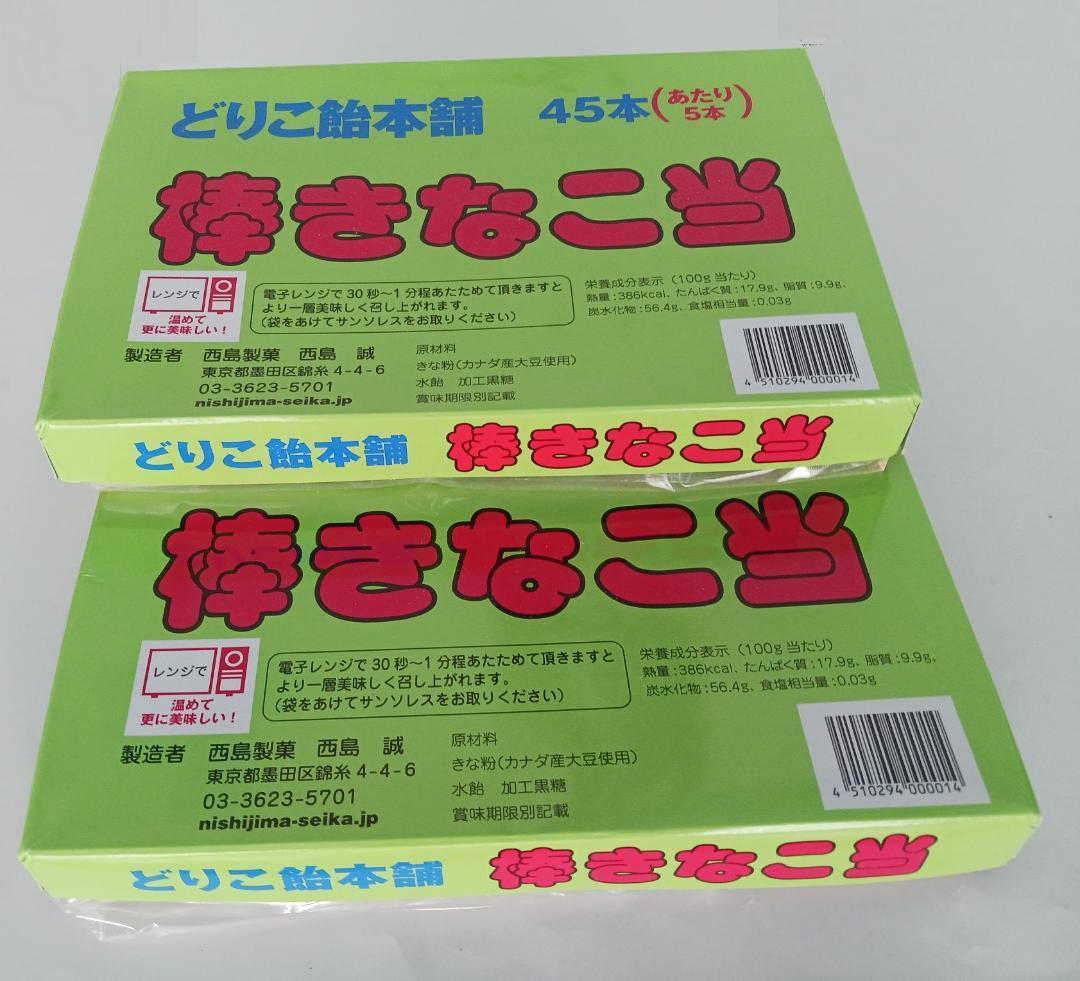 どりこ飴本舗 45本(あたり5本)
棒きなこ当
レンジで
温めて
更に美味しい！
電子レンジで30秒〜1分程あたためて頂きますと
より一層美味しく召し上がれます。
(袋をあけてサンソレスをお取りください)
栄養成分表示（100g当たり）
熱量:386kcal、たんぱく質:17.9g、脂質:9.9g、
炭水化物:56.4g、食塩相当量:0.03g
製造者 西島製菓 西島 誠
東京都墨田区錦糸4-4-6
03-3623-5701
nishijima-seika.jp
原材料
きな粉(カナダ産大豆使用)
水飴 加工黒糖
賞味期限別記載
4 510294 000014
どりこ飴本舗 棒きなこ当
棒きなこ当
レンジで
温めて
更に美味しい！
電子レンジで30秒〜1分程あたためて頂きますと
より一層美味しく召し上がれます。
(袋をあけてサンソレスをお取りください)
栄養成分表示（100g当たり）
熱量:386kcal、たんぱく質:17.9g、脂質:9.9g、
炭水化物:56.4g、食塩相当量:0.03g
製造者 西島製菓 西島 誠
東京都墨田区錦糸4-4-6
03-3623-5701
nishijima-seika.jp
原材料
きな粉(カナダ産大豆使用)
水飴 加工黒糖
賞味期限別記載
4 510294 000014
どりこ飴本舗 棒きなこ当